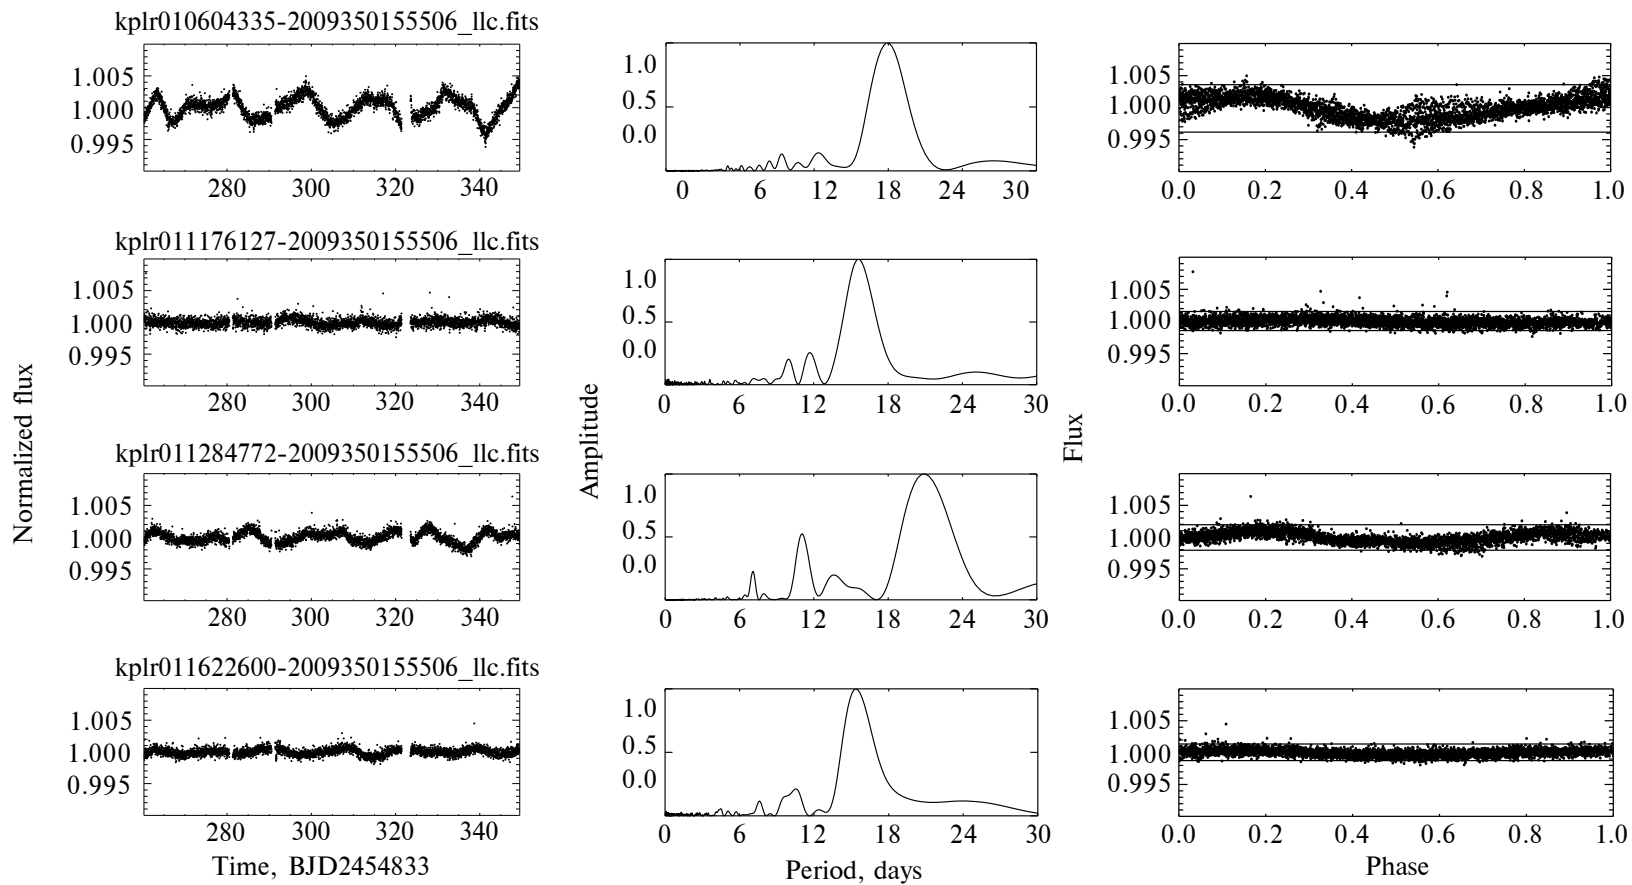 kplr010604335-2009350155506_llc.fits
1.005
1.000
0.995
280 300 320 340
1.0
0.5
0.0
0 6 12 18 24 30
1.005
1.000
0.995
0.0 0.2 0.4 0.6 0.8 1.0
kplr011176127-2009350155506_llc.fits
1.005
1.000
0.995
280 300 320 340
1.0
0.5
0.0
0 6 12 18 24 30
1.005
1.000
0.995
0.0 0.2 0.4 0.6 0.8 1.0
Normalized flux
Amplitude
Flux
kplr011284772-2009350155506_llc.fits
1.005
1.000
0.995
280 300 320 340
1.0
0.5
0.0
0 6 12 18 24 30
1.005
1.000
0.995
0.0 0.2 0.4 0.6 0.8 1.0
kplr011622600-2009350155506_llc.fits
1.005
1.000
0.995
280 300 320 340
1.0
0.5
0.0
0 6 12 18 24 30
1.005
1.000
0.995
0.0 0.2 0.4 0.6 0.8 1.0
Time, BJD2454833
Period, days
Phase